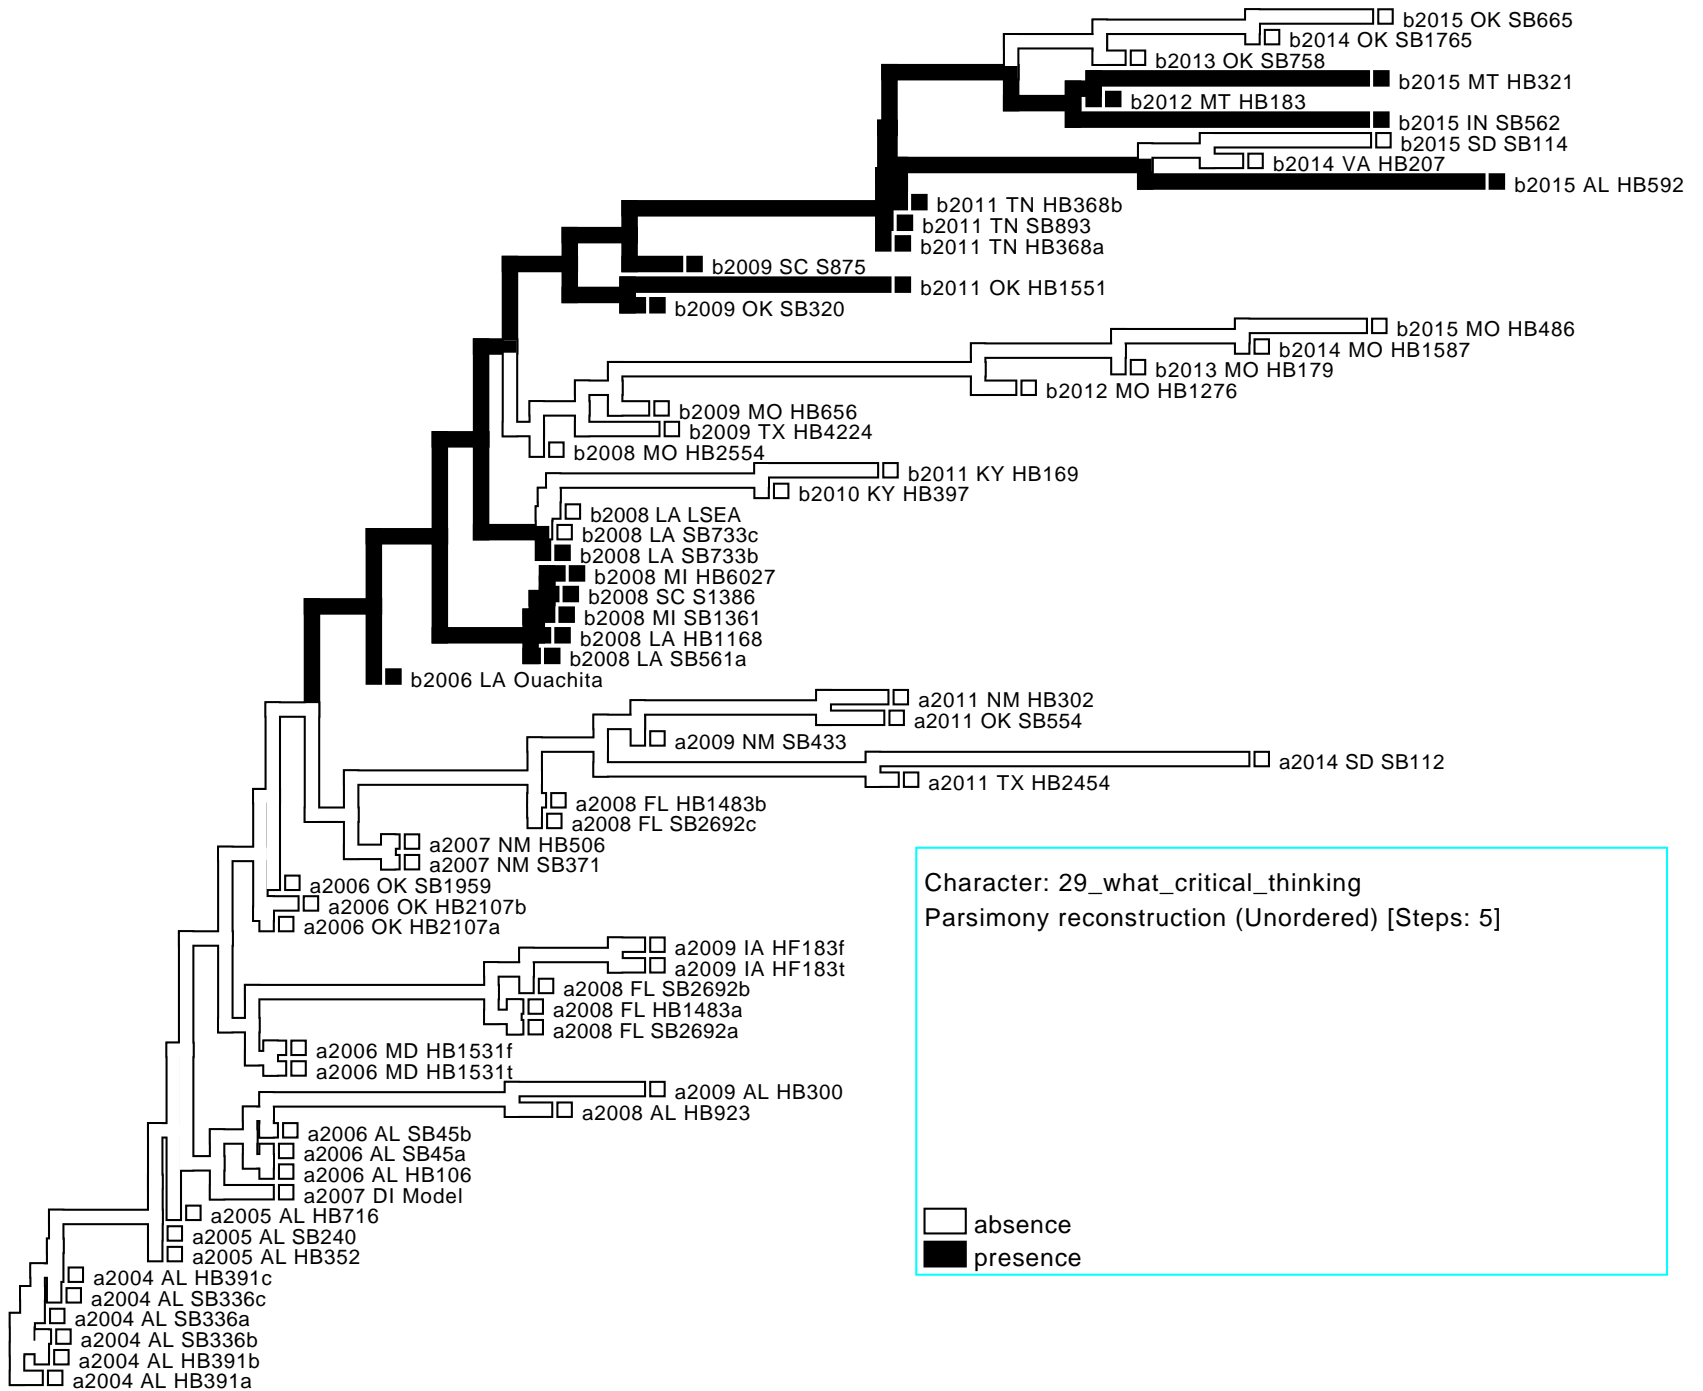 b2015 OK SB665
b2014 OK SB1765
b2013 OK SB758
b2015 MT HB321
b2012 MT HB183
b2015 IN SB562
b2015 SD SB114
b2014 VA HB207
b2015 AL HB592
b2011 TN HB368b
b2011 TN SB893
b2011 TN HB368a
b2009 SC S875
b2011 OK HB1551
b2009 OK SB320
b2015 MO HB486
b2014 MO HB1587
b2013 MO HB179
b2012 MO HB1276
b2009 MO HB656
b2009 TX HB4224
b2008 MO HB2554
b2011 KY HB169
b2010 KY HB397
b2008 LA LSEA
b2008 LA SB733c
b2008 LA SB733b
b2008 MI HB6027
b2008 SC S1386
b2008 MI SB1361
b2008 LA HB1168
b2008 LA SB561a
b2006 LA Ouachita
a2011 NM HB302
a2011 OK SB554
a2009 NM SB433
a2014 SD SB112
a2011 TX HB2454
a2008 FL HB1483b
a2008 FL SB2692c
a2007 NM HB506
a2007 NM SB371
a2006 OK SB1959
a2006 OK HB2107b
a2006 OK HB2107a
a2009 IA HF183f
a2009 IA HF183t
a2008 FL SB2692b
a2008 FL HB1483a
a2008 FL SB2692a
a2006 MD HB1531f
a2006 MD HB1531t
a2009 AL HB300
a2008 AL HB923
a2006 AL SB45b
a2006 AL SB45a
a2006 AL HB106
a2007 DI Model
a2005 AL HB716
a2005 AL SB240
a2005 AL HB352
a2004 AL HB391c
a2004 AL SB336c
a2004 AL SB336a
a2004 AL SB336b
a2004 AL HB391b
a2004 AL HB391a
Character: 29_what_critical_thinking
Parsimony reconstruction (Unordered) [Steps: 5]
absence
presence